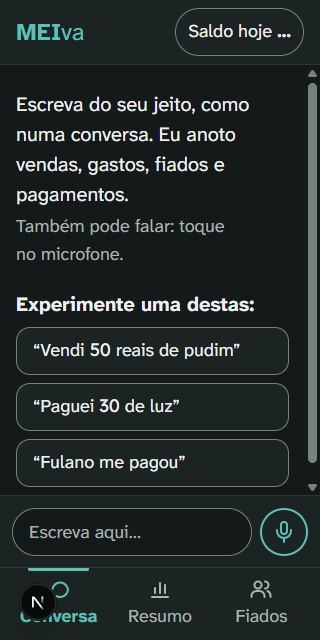 MEIva
Saldo hoje ...
Escreva do seu jeito, como
numa conversa. Eu anoto
vendas, gastos, fiados e
pagamentos.
Também pode falar: toque
no microfone.
Experimente uma destas:
“Vendi 50 reais de pudim”
“Paguei 30 de luz”
“Fulano me pagou”
Escreva aqui...
N
Conversa
Resumo
Fiados